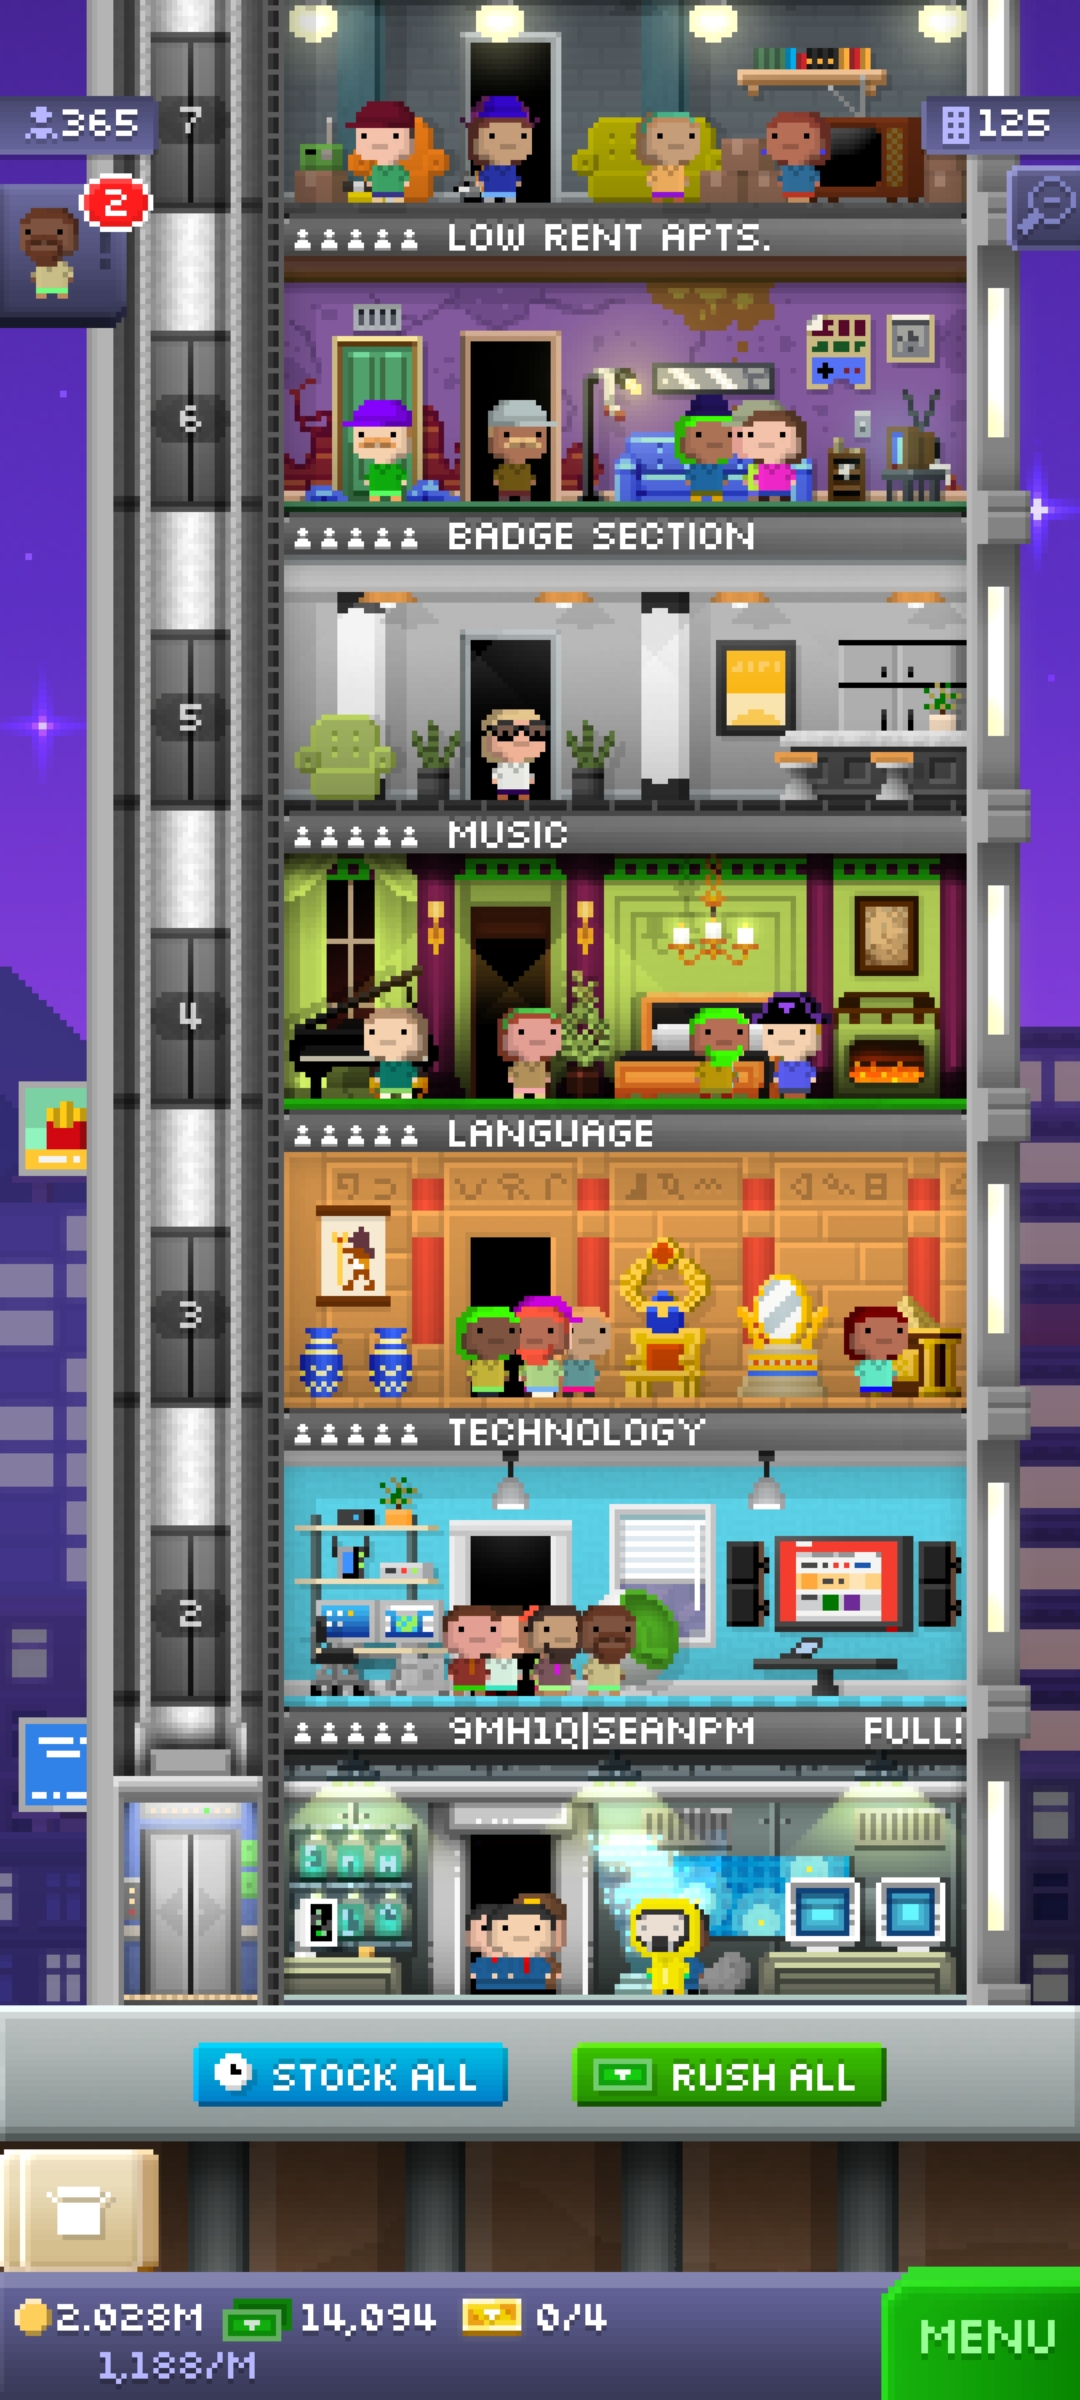 7
365
125
2
!
LOW RENT APTS.
6
BADGE SECTION
5
MUSIC
4
LANGUAGE
3
TECHNOLOGY
2
9MH1Q|SEANPM FULL!
STOCK ALL
RUSH ALL
2.028M
14,094
0/4
1,188/M
MENU